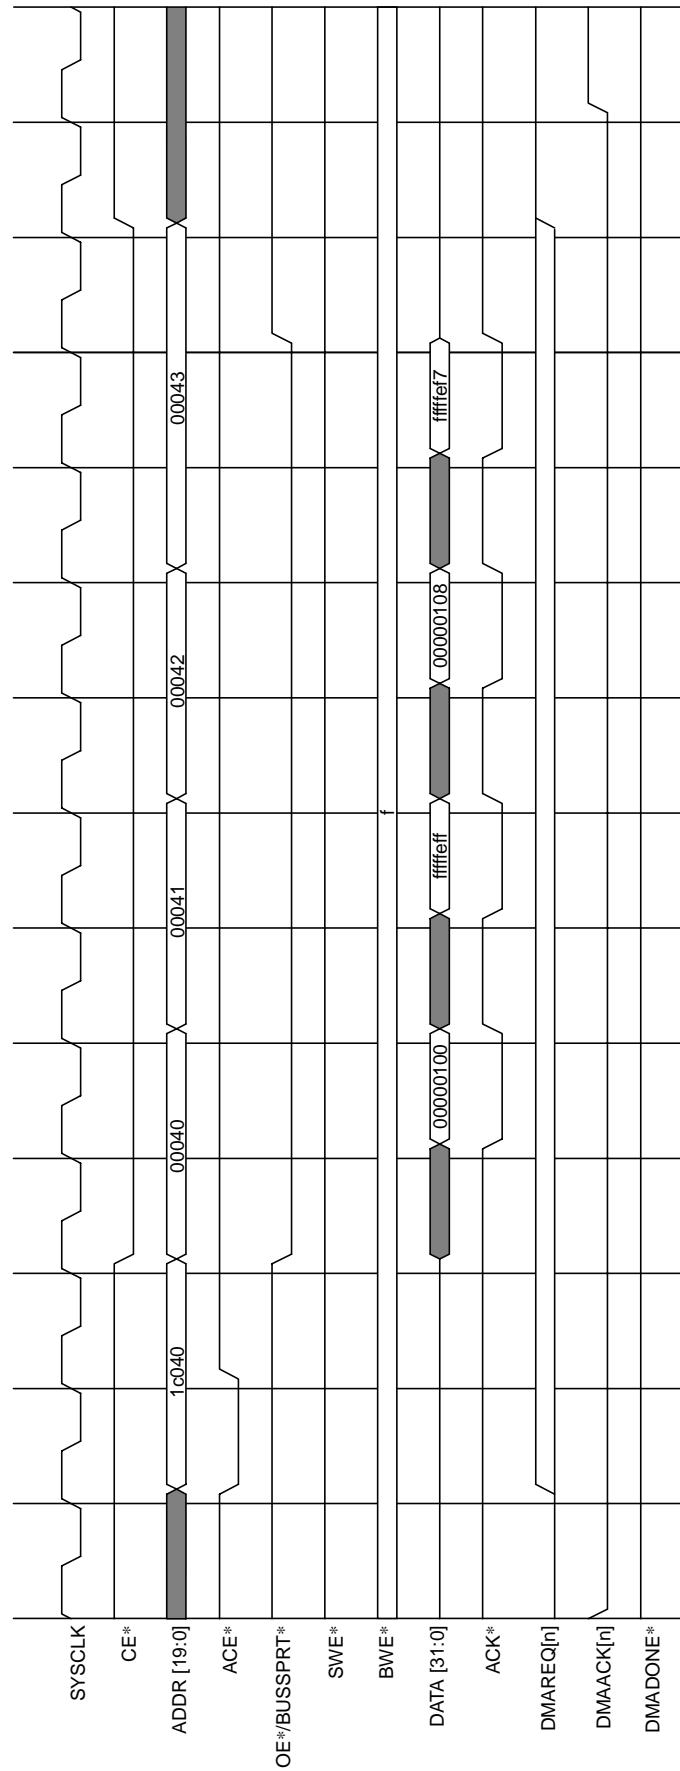 SYSCLK
CE*
ADDR [19:0]
1c040
00040
00041
00042
00043
ACE*
OE*/BUSSPRT*
SWE*
BWE*
f
DATA [31:0]
00000100
fffffeff
00000108
fffffef7
ACK*
DMAREQ[n]
DMAACK[n]
DMADONE*